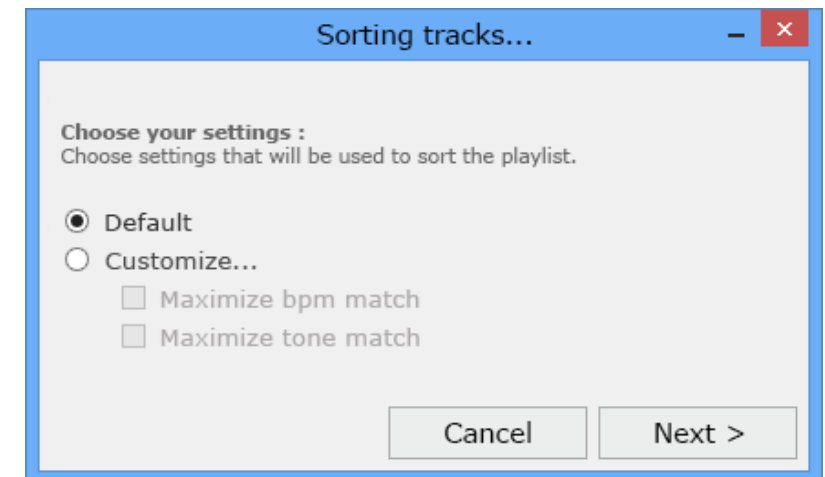 Sorting tracks...
Choose your settings :
Choose settings that will be used to sort the playlist.
Default
Customize...
Maximize bpm match
Maximize tone match
Cancel
Next >